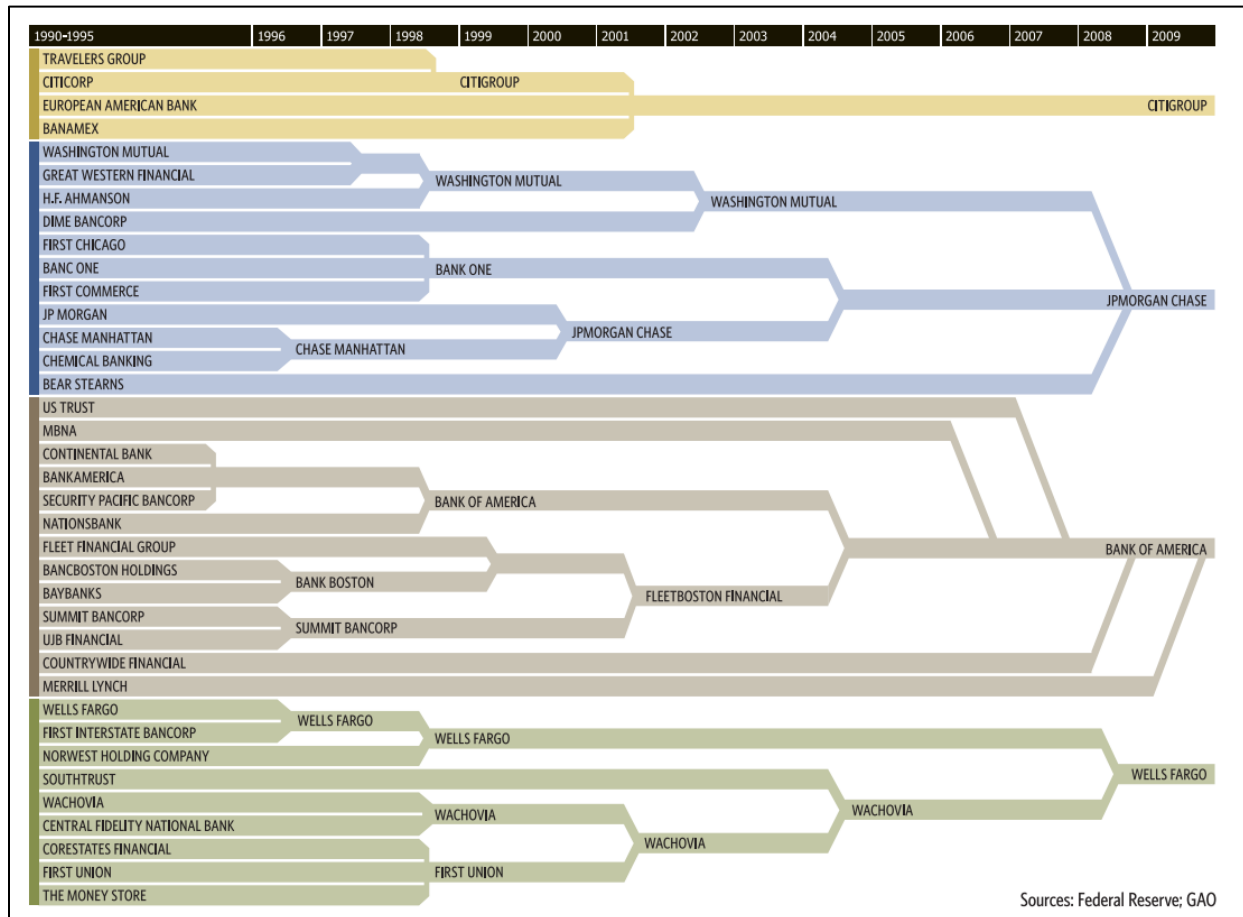 1990-1995 1996 1997 1998 1999 2000 2001 2002 2003 2004 2005 2006 2007 2008 2009
TRAVELERS GROUP
CITICORP CITIGROUP
EUROPEAN AMERICAN BANK CITIGROUP
BANAMEX
WASHINGTON MUTUAL
GREAT WESTERN FINANCIAL WASHINGTON MUTUAL
H.F. AHMANSON WASHINGTON MUTUAL
DIME BANCORP
FIRST CHICAGO
BANC ONE BANK ONE
FIRST COMMERCE JPMORGAN CHASE
JP MORGAN
CHASE MANHATTAN JPMORGAN CHASE
CHASE MANHATTAN
CHEMICAL BANKING
BEAR STEARNS
US TRUST
MBNA
CONTINENTAL BANK
BANKAMERICA
SECURITY PACIFIC BANCORP BANK OF AMERICA
NATIONSBANK
FLEET FINANCIAL GROUP BANK OF AMERICA
BANCBOSTON HOLDINGS BANK BOSTON
BAYBANKS FLEETBOSTON FINANCIAL
SUMMIT BANCORP SUMMIT BANCORP
UJB FINANCIAL
COUNTRYWIDE FINANCIAL
MERRILL LYNCH
WELLS FARGO WELLS FARGO
FIRST INTERSTATE BANCORP WELLS FARGO
NORWEST HOLDING COMPANY
SOUTHTRUST WELLS FARGO
WACHOVIA WACHOVIA WACHOVIA
CENTRAL FIDELITY NATIONAL BANK
CORESTATES FINANCIAL WACHOVIA
FIRST UNION FIRST UNION
THE MONEY STORE
Sources: Federal Reserve; GAO